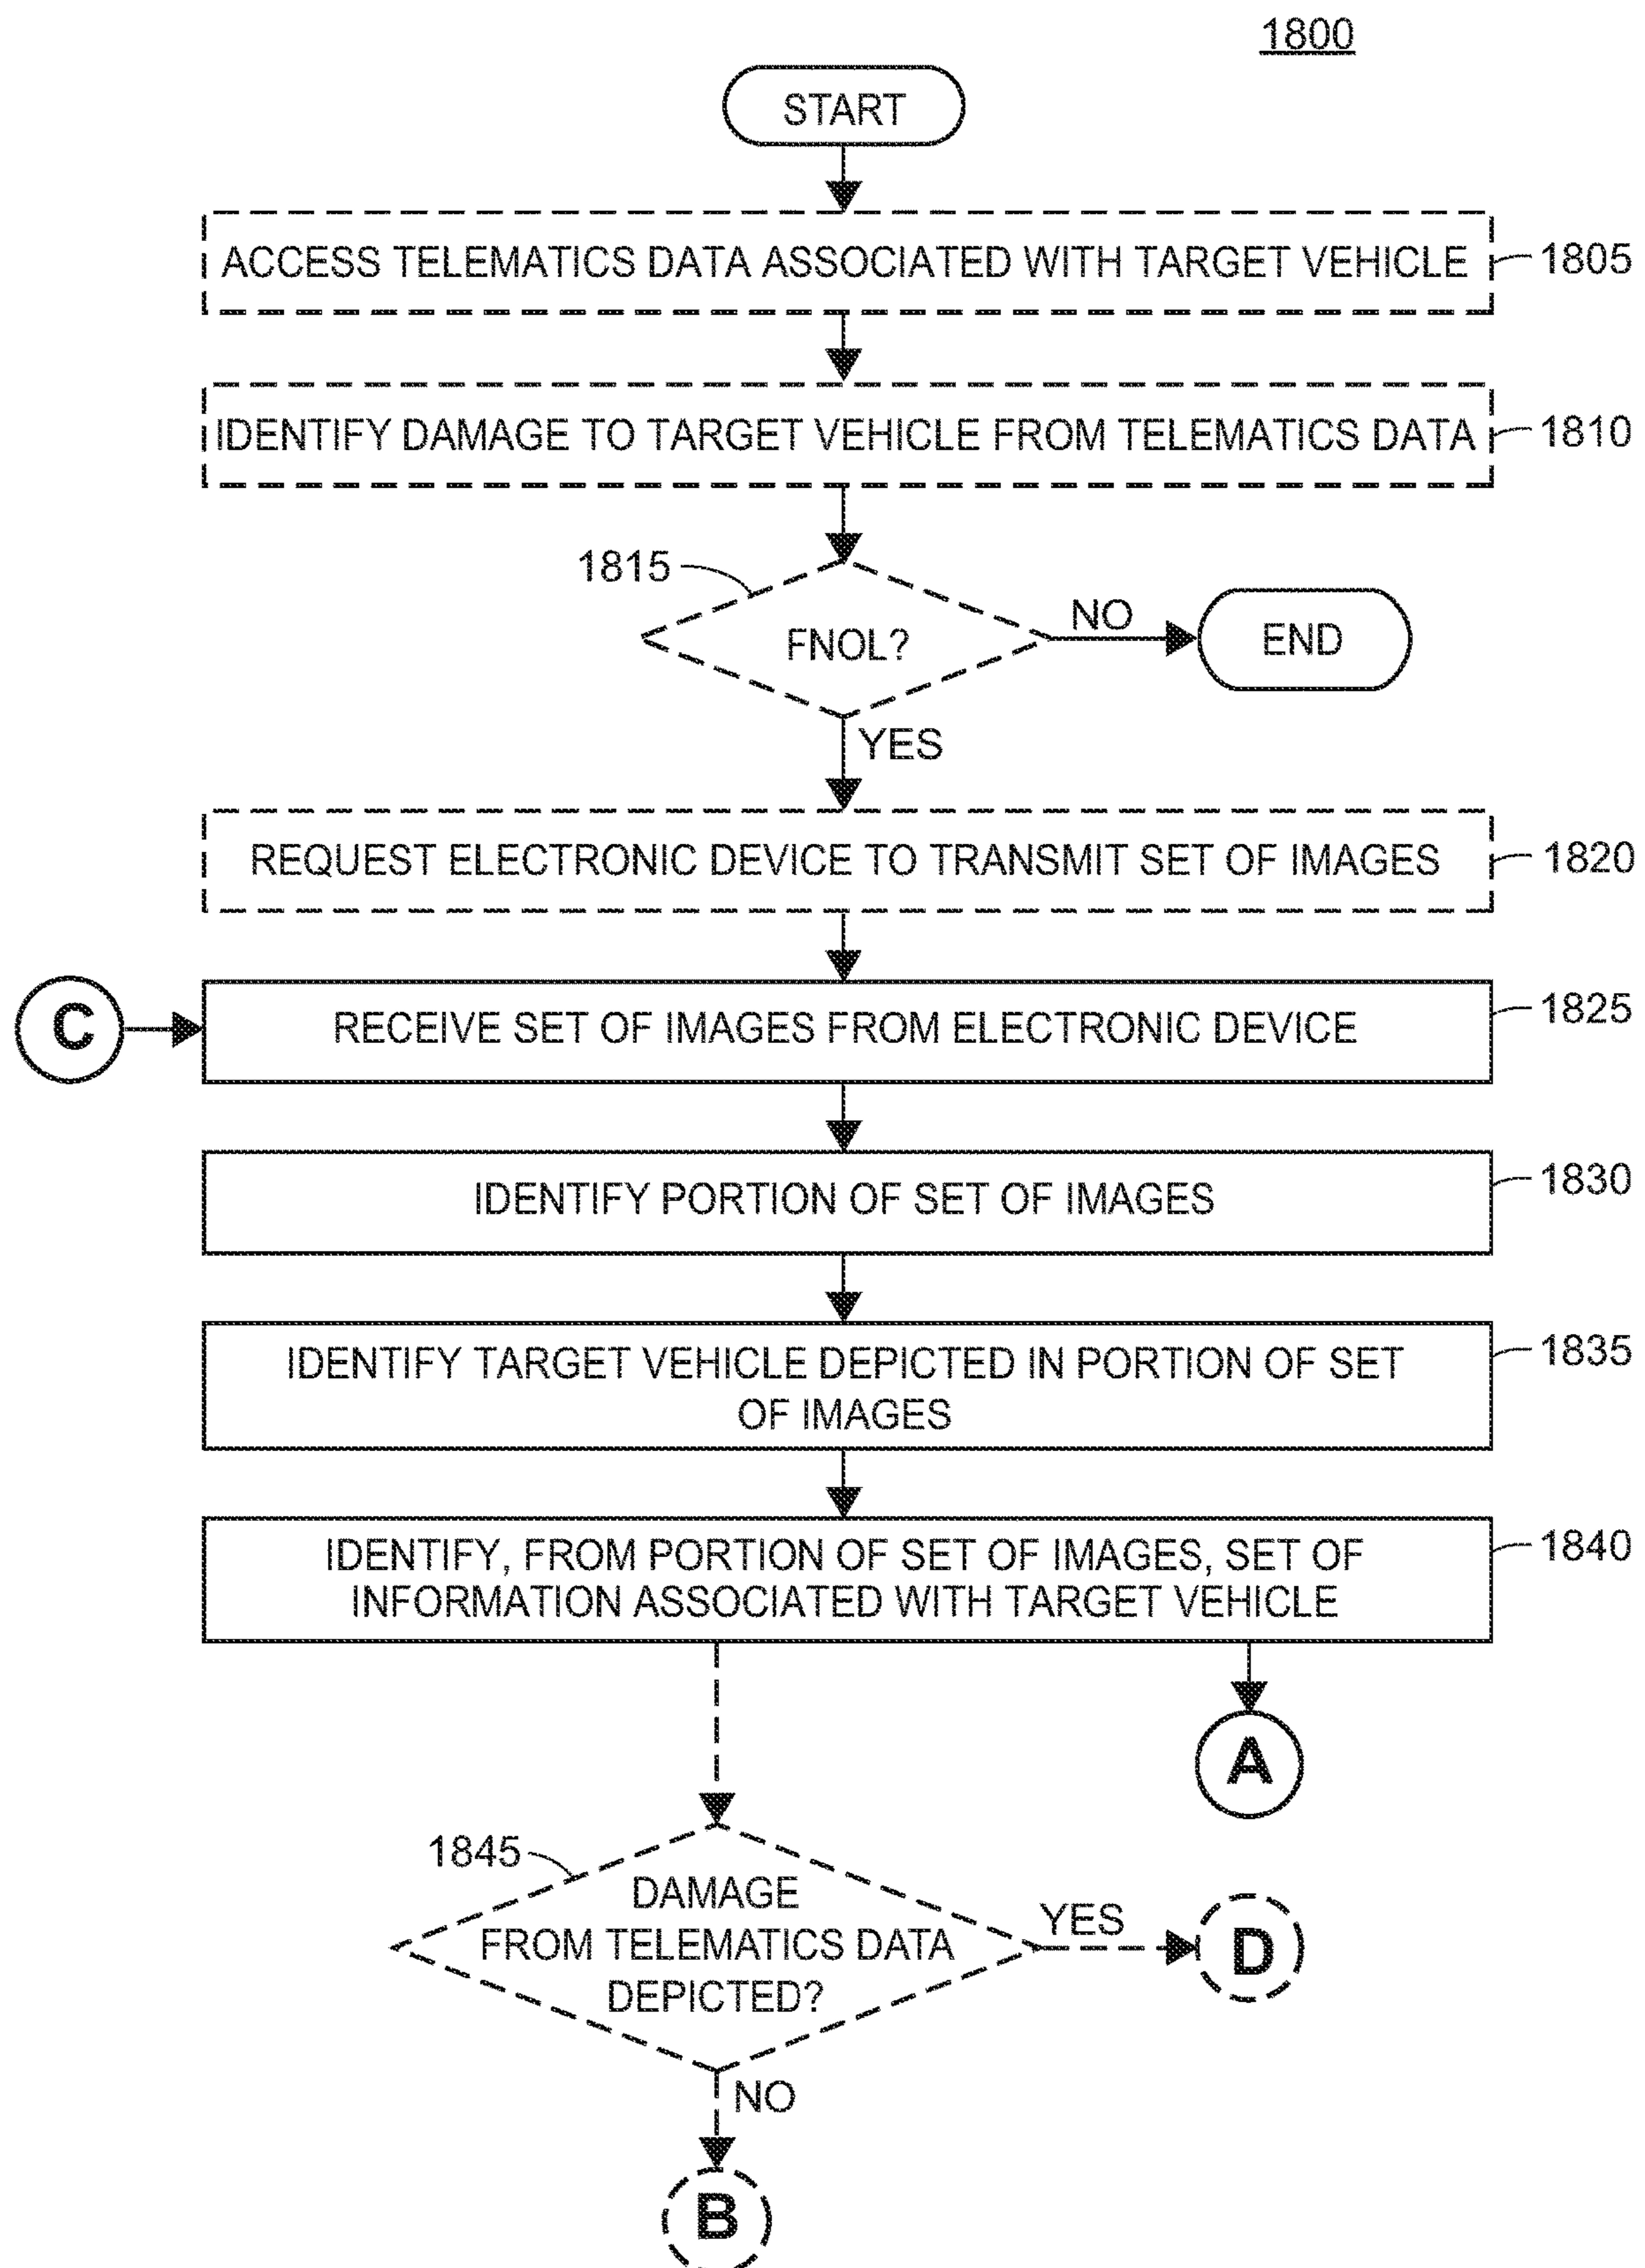 1800
START
ACCESS TELEMATICS DATA ASSOCIATED WITH TARGET VEHICLE
1805
IDENTIFY DAMAGE TO TARGET VEHICLE FROM TELEMATICS DATA
1810
1815
FNOL?
NO
END
YES
REQUEST ELECTRONIC DEVICE TO TRANSMIT SET OF IMAGES
1820
C
RECEIVE SET OF IMAGES FROM ELECTRONIC DEVICE
1825
IDENTIFY PORTION OF SET OF IMAGES
1830
IDENTIFY TARGET VEHICLE DEPICTED IN PORTION OF SET
OF IMAGES
1835
IDENTIFY, FROM PORTION OF SET OF IMAGES, SET OF
INFORMATION ASSOCIATED WITH TARGET VEHICLE
1840
A
1845
DAMAGE
FROM TELEMATICS DATA
DEPICTED?
YES
D
NO
B